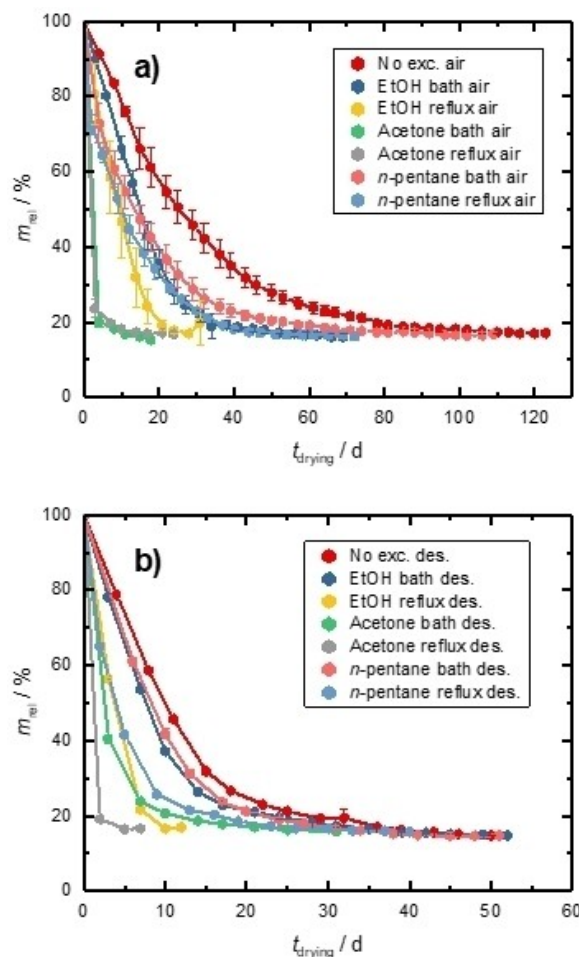 100
80
60
40
20
0
m_rel / %
a)
No exc. air
EtOH bath air
EtOH reflux air
Acetone bath air
Acetone reflux air
n-pentane bath air
n-pentane reflux air
0 20 40 60 80 100 120
t_drying / d
100
80
60
40
20
0
m_rel / %
b)
No exc. des.
EtOH bath des.
EtOH reflux des.
Acetone bath des.
Acetone reflux des.
n-pentane bath des.
n-pentane reflux des.
0 10 20 30 40 50 60
t_drying / d